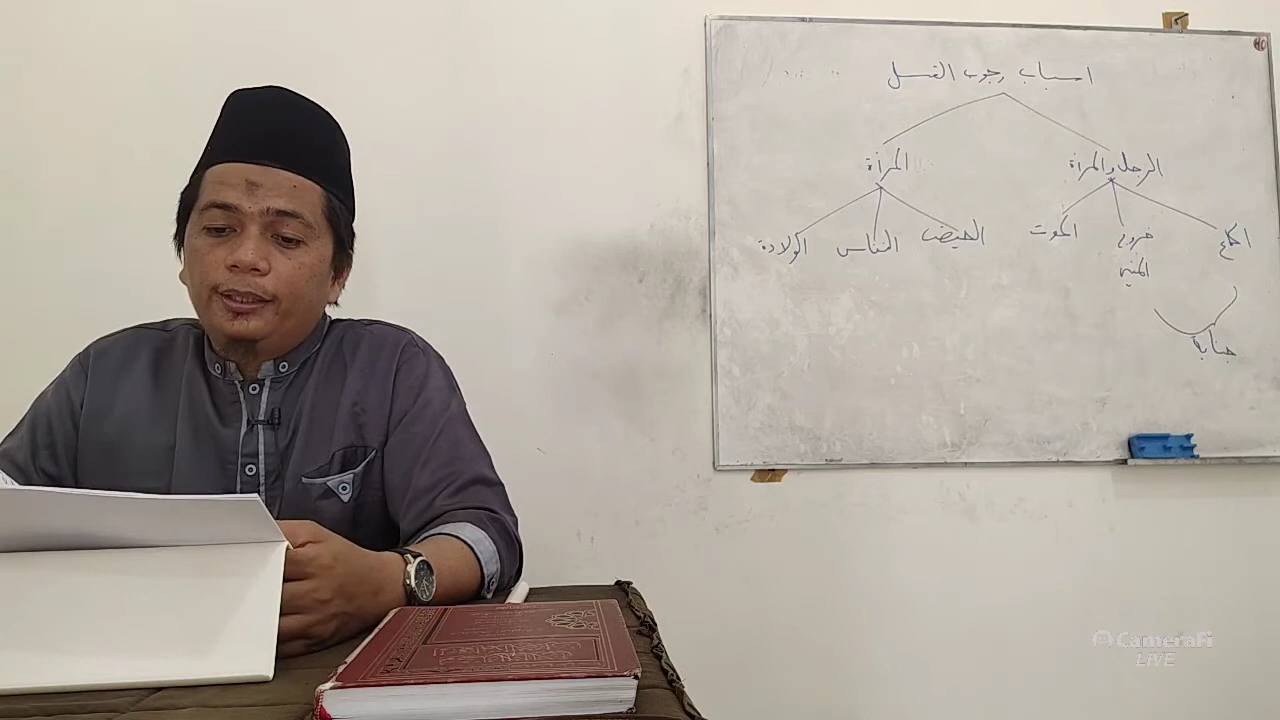 اسباب وجوب الغسل
الرجل والمرأة
المرأة
الجماع
خروج
المني
الموت
الحيض
النفاس
الولادة
جنابة
CameraFi
LIVE